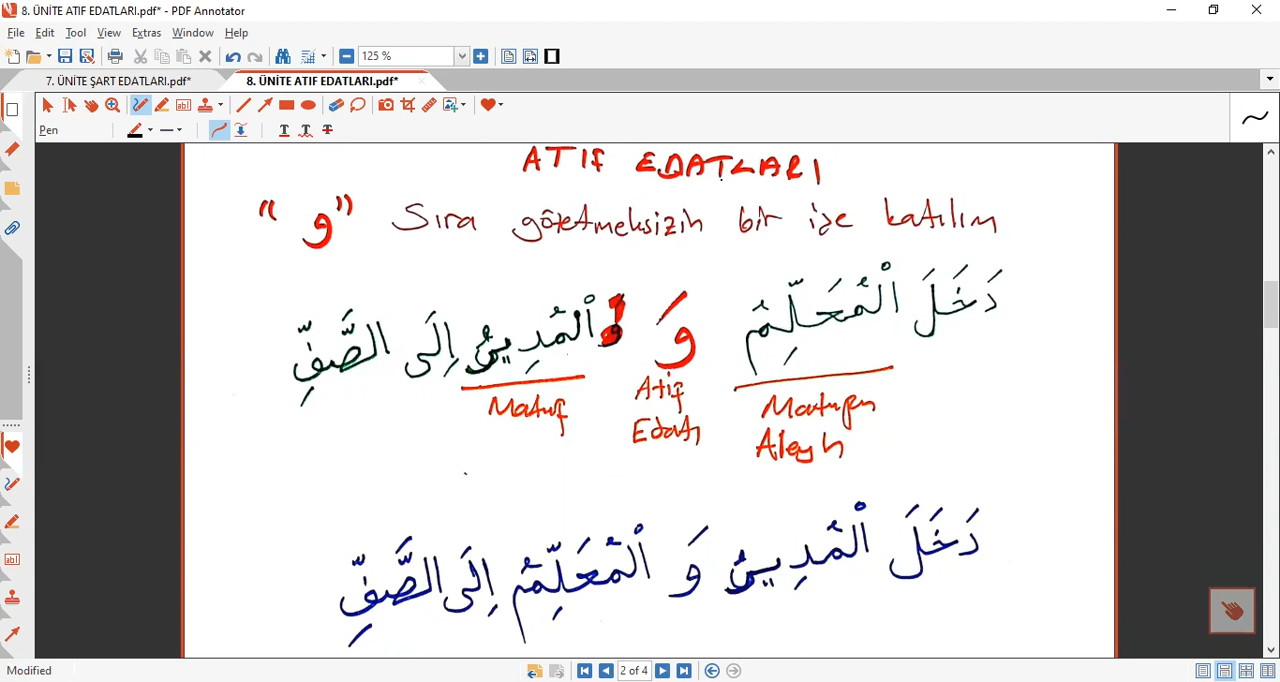 8. ÜNİTE ATIF EDATLARI.pdf* - PDF Annotator
File Edit Tool View Extras Window Help
125 %
7. ÜNİTE ŞART EDATLARI.pdf* 8. ÜNİTE ATIF EDATLARI.pdf*
Pen
ATIF EDATLARI
"و" Sıra gözetmeksizin bir işe katılım
دَخَلَ الْمُعَلِّمُ وَ الْمُدِيرُ إِلَى الصَّفِّ
Matufun Aleyh Atıf Edatı Matuf
دَخَلَ الْمُدِيرُ وَ الْمُعَلِّمُ إِلَى الصَّفِّ
Modified 2 of 4